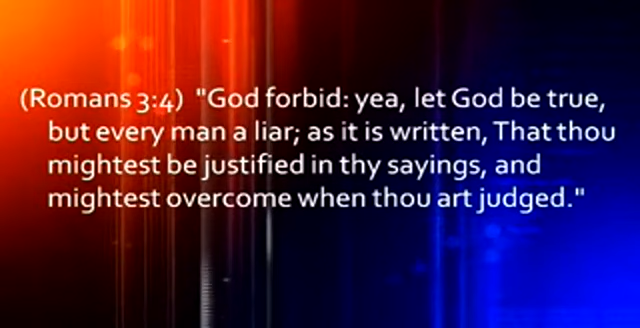 (Romans 3:4) "God forbid: yea, let God be true,
but every man a liar; as it is written, That thou
mightest be justified in thy sayings, and
mightest overcome when thou art judged."